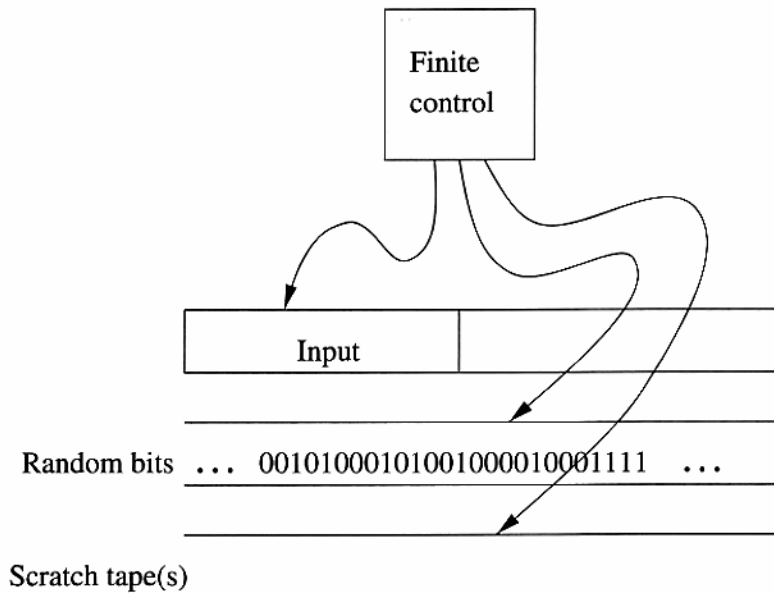 Finite
control
Input
Random bits ... 00101000101001000010001111 ...
Scratch tape(s)